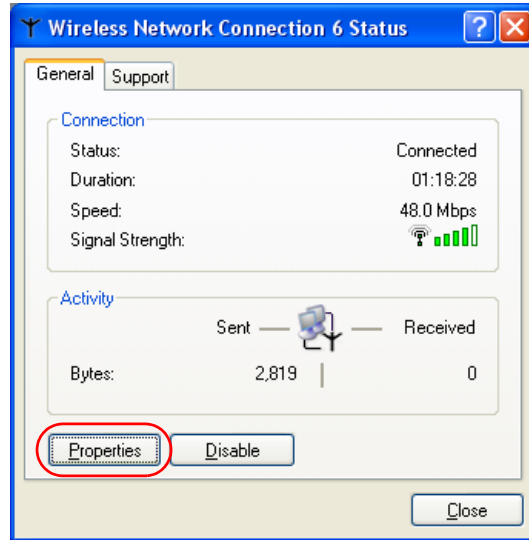 Wireless Network Connection 6 Status
General Support
Connection
Status: Connected
Duration: 01:18:28
Speed: 48.0 Mbps
Signal Strength:
Activity
Sent Received
Bytes: 2,819 0
Properties Disable
Close